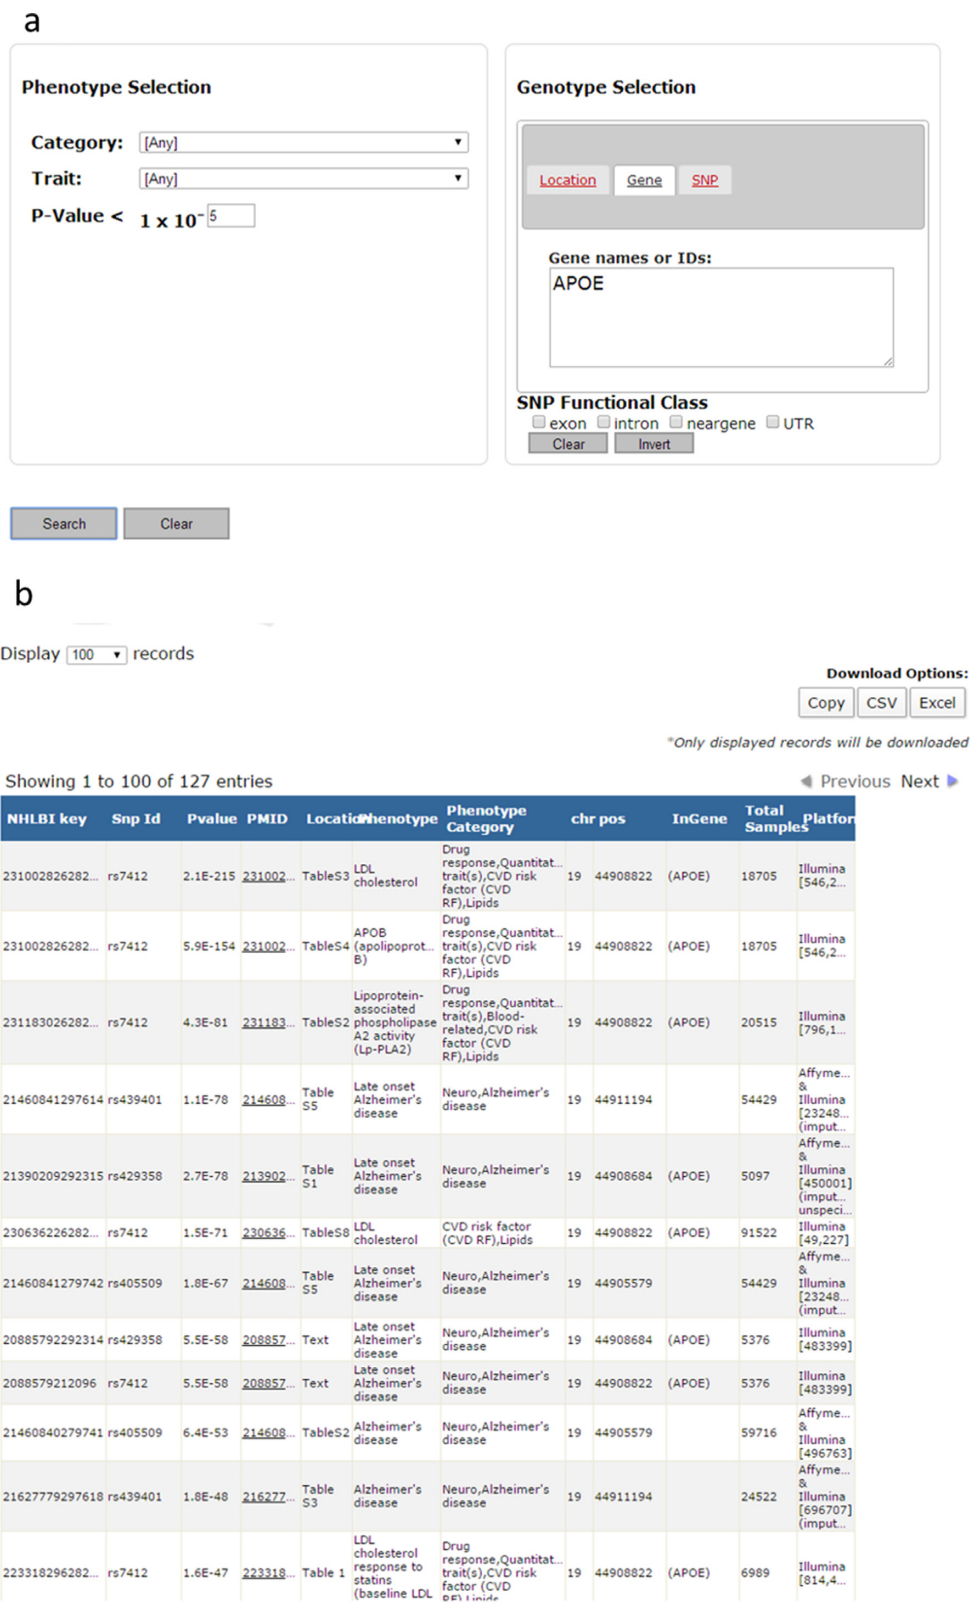 a
Phenotype Selection
Category: [Any]
Trait: [Any]
P-Value < 1 x 10- 5
Genotype Selection
Location Gene SNP
Gene names or IDs:
APOE
SNP Functional Class
exon intron neargene UTR
Clear Invert
Search Clear
b
Display 100 records
Download Options:
Copy CSV Excel
*Only displayed records will be downloaded
Showing 1 to 100 of 127 entries
Previous Next
NHLBI key Snp Id Pvalue PMID Location Phenotype Phenotype Category chr pos InGene Total Samples Platfor
231002826282... rs7412 2.1E-215 231002... TableS3 LDL cholesterol Drug response,Quantitat... trait(s),CVD risk factor (CVD RF),Lipids 19 44908822 (APOE) 18705 Illumina [546,2...
231002826282... rs7412 5.9E-154 231002... TableS4 APOB (apolipoprot... B) Drug response,Quantitat... trait(s),CVD risk factor (CVD RF),Lipids 19 44908822 (APOE) 18705 Illumina [546,2...
231183026282... rs7412 4.3E-81 231183... TableS2 Lipoprotein-associated phospholipase A2 activity (Lp-PLA2) Drug response,Quantitat... trait(s),Blood-related,CVD risk factor (CVD RF),Lipids 19 44908822 (APOE) 20515 Illumina [796,1...
21460841297614 rs439401 1.1E-78 214608... Table S5 Late onset Alzheimer's disease Neuro,Alzheimer's disease 19 44911194 54429 Affyme... & Illumina [23248... (imput...
21390209292315 rs429358 2.7E-78 213902... Table S1 Late onset Alzheimer's disease Neuro,Alzheimer's disease 19 44908684 (APOE) 5097 Affyme... & Illumina [450001] (imput... unspeci...
230636226282... rs7412 1.5E-71 230636... TableS8 LDL cholesterol CVD risk factor (CVD RF),Lipids 19 44908822 (APOE) 91522 Illumina [49,227]
21460841279742 rs405509 1.8E-67 214608... Table S5 Late onset Alzheimer's disease Neuro,Alzheimer's disease 19 44905579 54429 Affyme... & Illumina [23248... (imput...
20885792292314 rs429358 5.5E-58 208857... Text Late onset Alzheimer's disease Neuro,Alzheimer's disease 19 44908684 (APOE) 5376 Illumina [483399]
2088579212096 rs7412 5.5E-58 208857... Text Late onset Alzheimer's disease Neuro,Alzheimer's disease 19 44908822 (APOE) 5376 Illumina [483399]
21460840279741 rs405509 6.4E-53 214608... TableS2 Alzheimer's disease Neuro,Alzheimer's disease 19 44905579 59716 Affyme... & Illumina [496763]
21627779297618 rs439401 1.8E-48 216277... Table S3 Alzheimer's disease Neuro,Alzheimer's disease 19 44911194 24522 Affyme... & Illumina [696707] (imput...
223318296282... rs7412 1.6E-47 223318... Table 1 LDL cholesterol response to statins (baseline LDL Drug response,Quantitat... trait(s),CVD risk factor (CVD RF),Lipids 19 44908822 (APOE) 6989 Illumina [814,4...